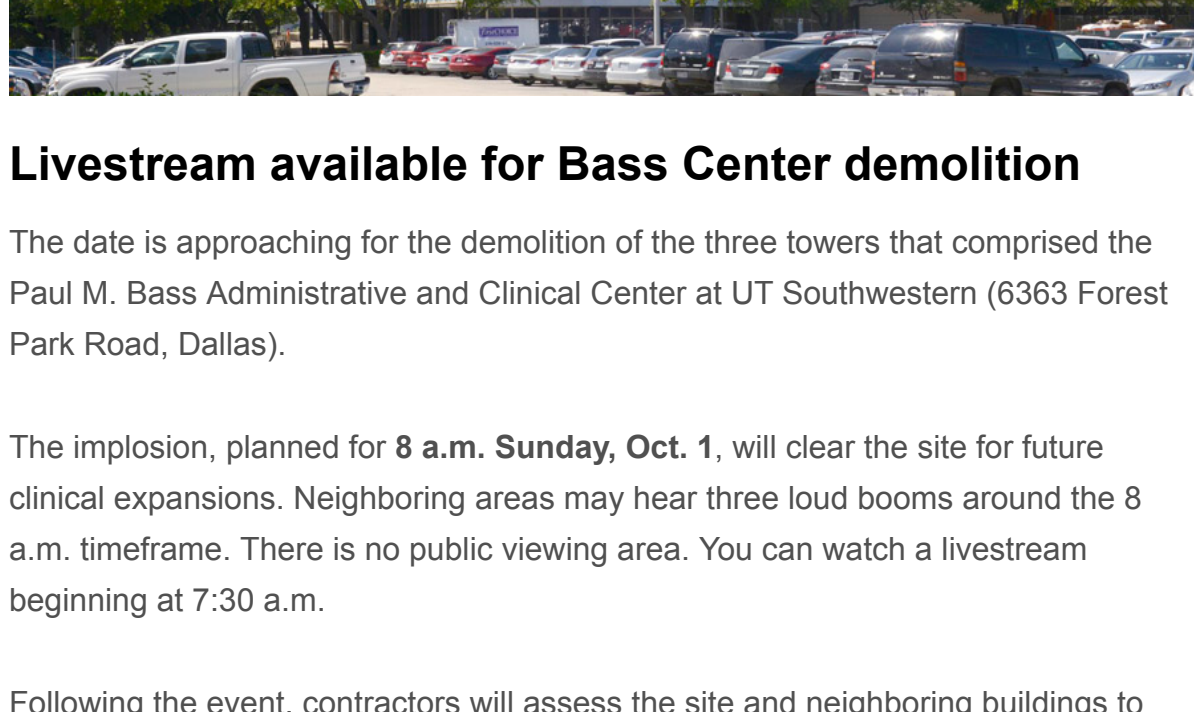 Livestream available for Bass Center demolition
The date is approaching for the demolition of the three towers that comprised the
Paul M. Bass Administrative and Clinical Center at UT Southwestern (6363 Forest
Park Road, Dallas).
The implosion, planned for 8 a.m. Sunday, Oct. 1, will clear the site for future
clinical expansions. Neighboring areas may hear three loud booms around the 8
a.m. timeframe. There is no public viewing area. You can watch a livestream
beginning at 7:30 a.m.
Following the event, contractors will assess the site and neighboring buildings to